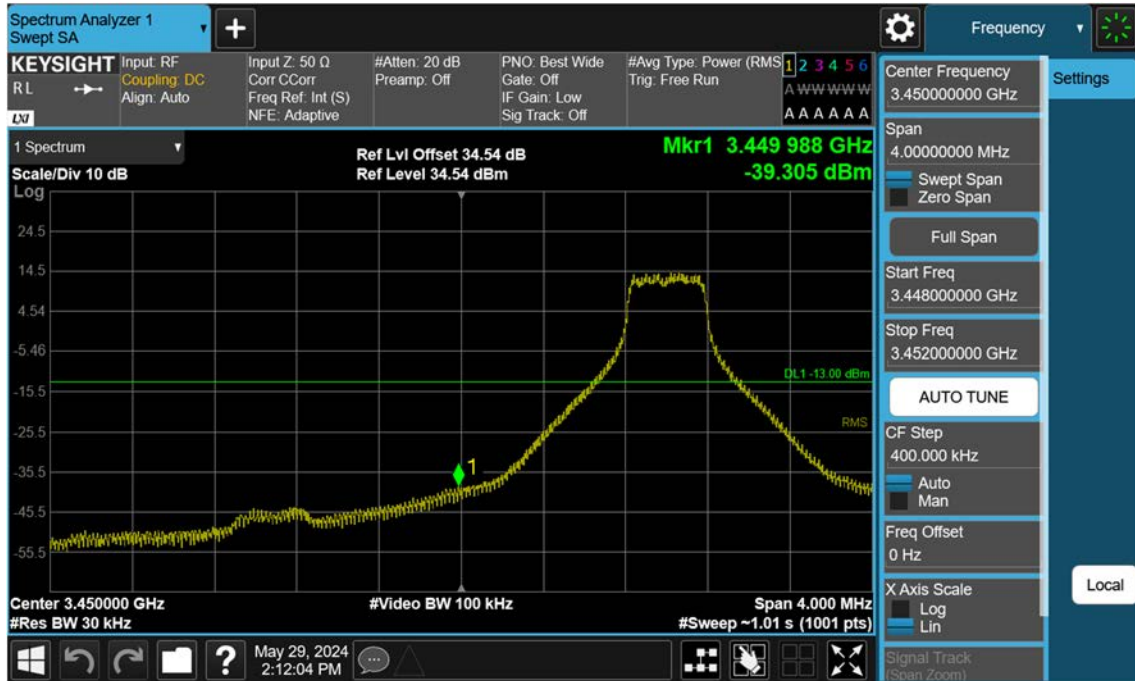 Spectrum Analyzer 1
Swept SA
Frequency
KEYSIGHT
R L
LXI
Input: RF
Coupling: DC
Align: Auto
Input Z: 50 Ω
Corr CCorr
Freq Ref: Int (S)
NFE: Adaptive
#Atten: 20 dB
Preamp: Off
PNO: Best Wide
Gate: Off
IF Gain: Low
Sig Track: Off
#Avg Type: Power (RMS
Trig: Free Run
1 2 3 4 5 6
A W W W W W
A A A A A A
1 Spectrum
Scale/Div 10 dB
Log
Ref Lvl Offset 34.54 dB
Ref Level 34.54 dBm
Mkr1 3.449 988 GHz
-39.305 dBm
24.5
14.5
4.54
-5.46
-15.5
-25.5
-35.5
-45.5
-55.5
DL1 -13.00 dBm
RMS
1
Center 3.450000 GHz
#Res BW 30 kHz
#Video BW 100 kHz
Span 4.000 MHz
#Sweep ~1.01 s (1001 pts)
Center Frequency
3.450000000 GHz
Span
4.00000000 MHz
Swept Span
Zero Span
Full Span
Start Freq
3.448000000 GHz
Stop Freq
3.452000000 GHz
AUTO TUNE
CF Step
400.000 kHz
Auto
Man
Freq Offset
0 Hz
X Axis Scale
Log
Lin
Signal Track
(Span Zoom)
Settings
Local
?
May 29, 2024
2:12:04 PM